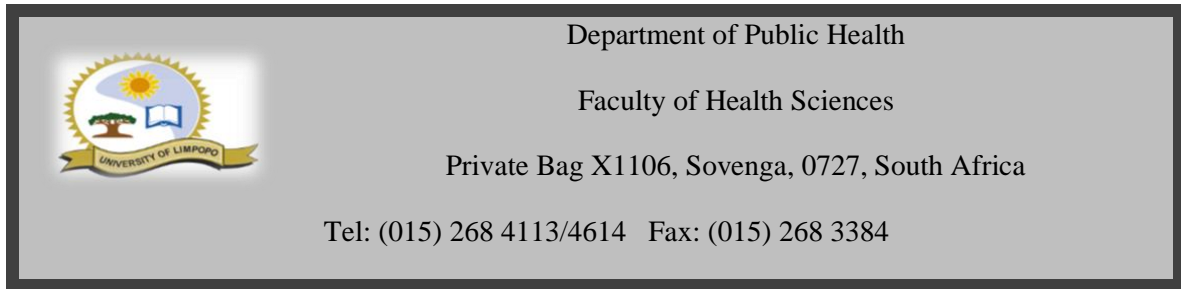 Department of Public Health
Faculty of Health Sciences
UNIVERSITY OF LIMPOPO
Private Bag X1106, Sovenga, 0727, South Africa
Tel: (015) 268 4113/4614 Fax: (015) 268 3384